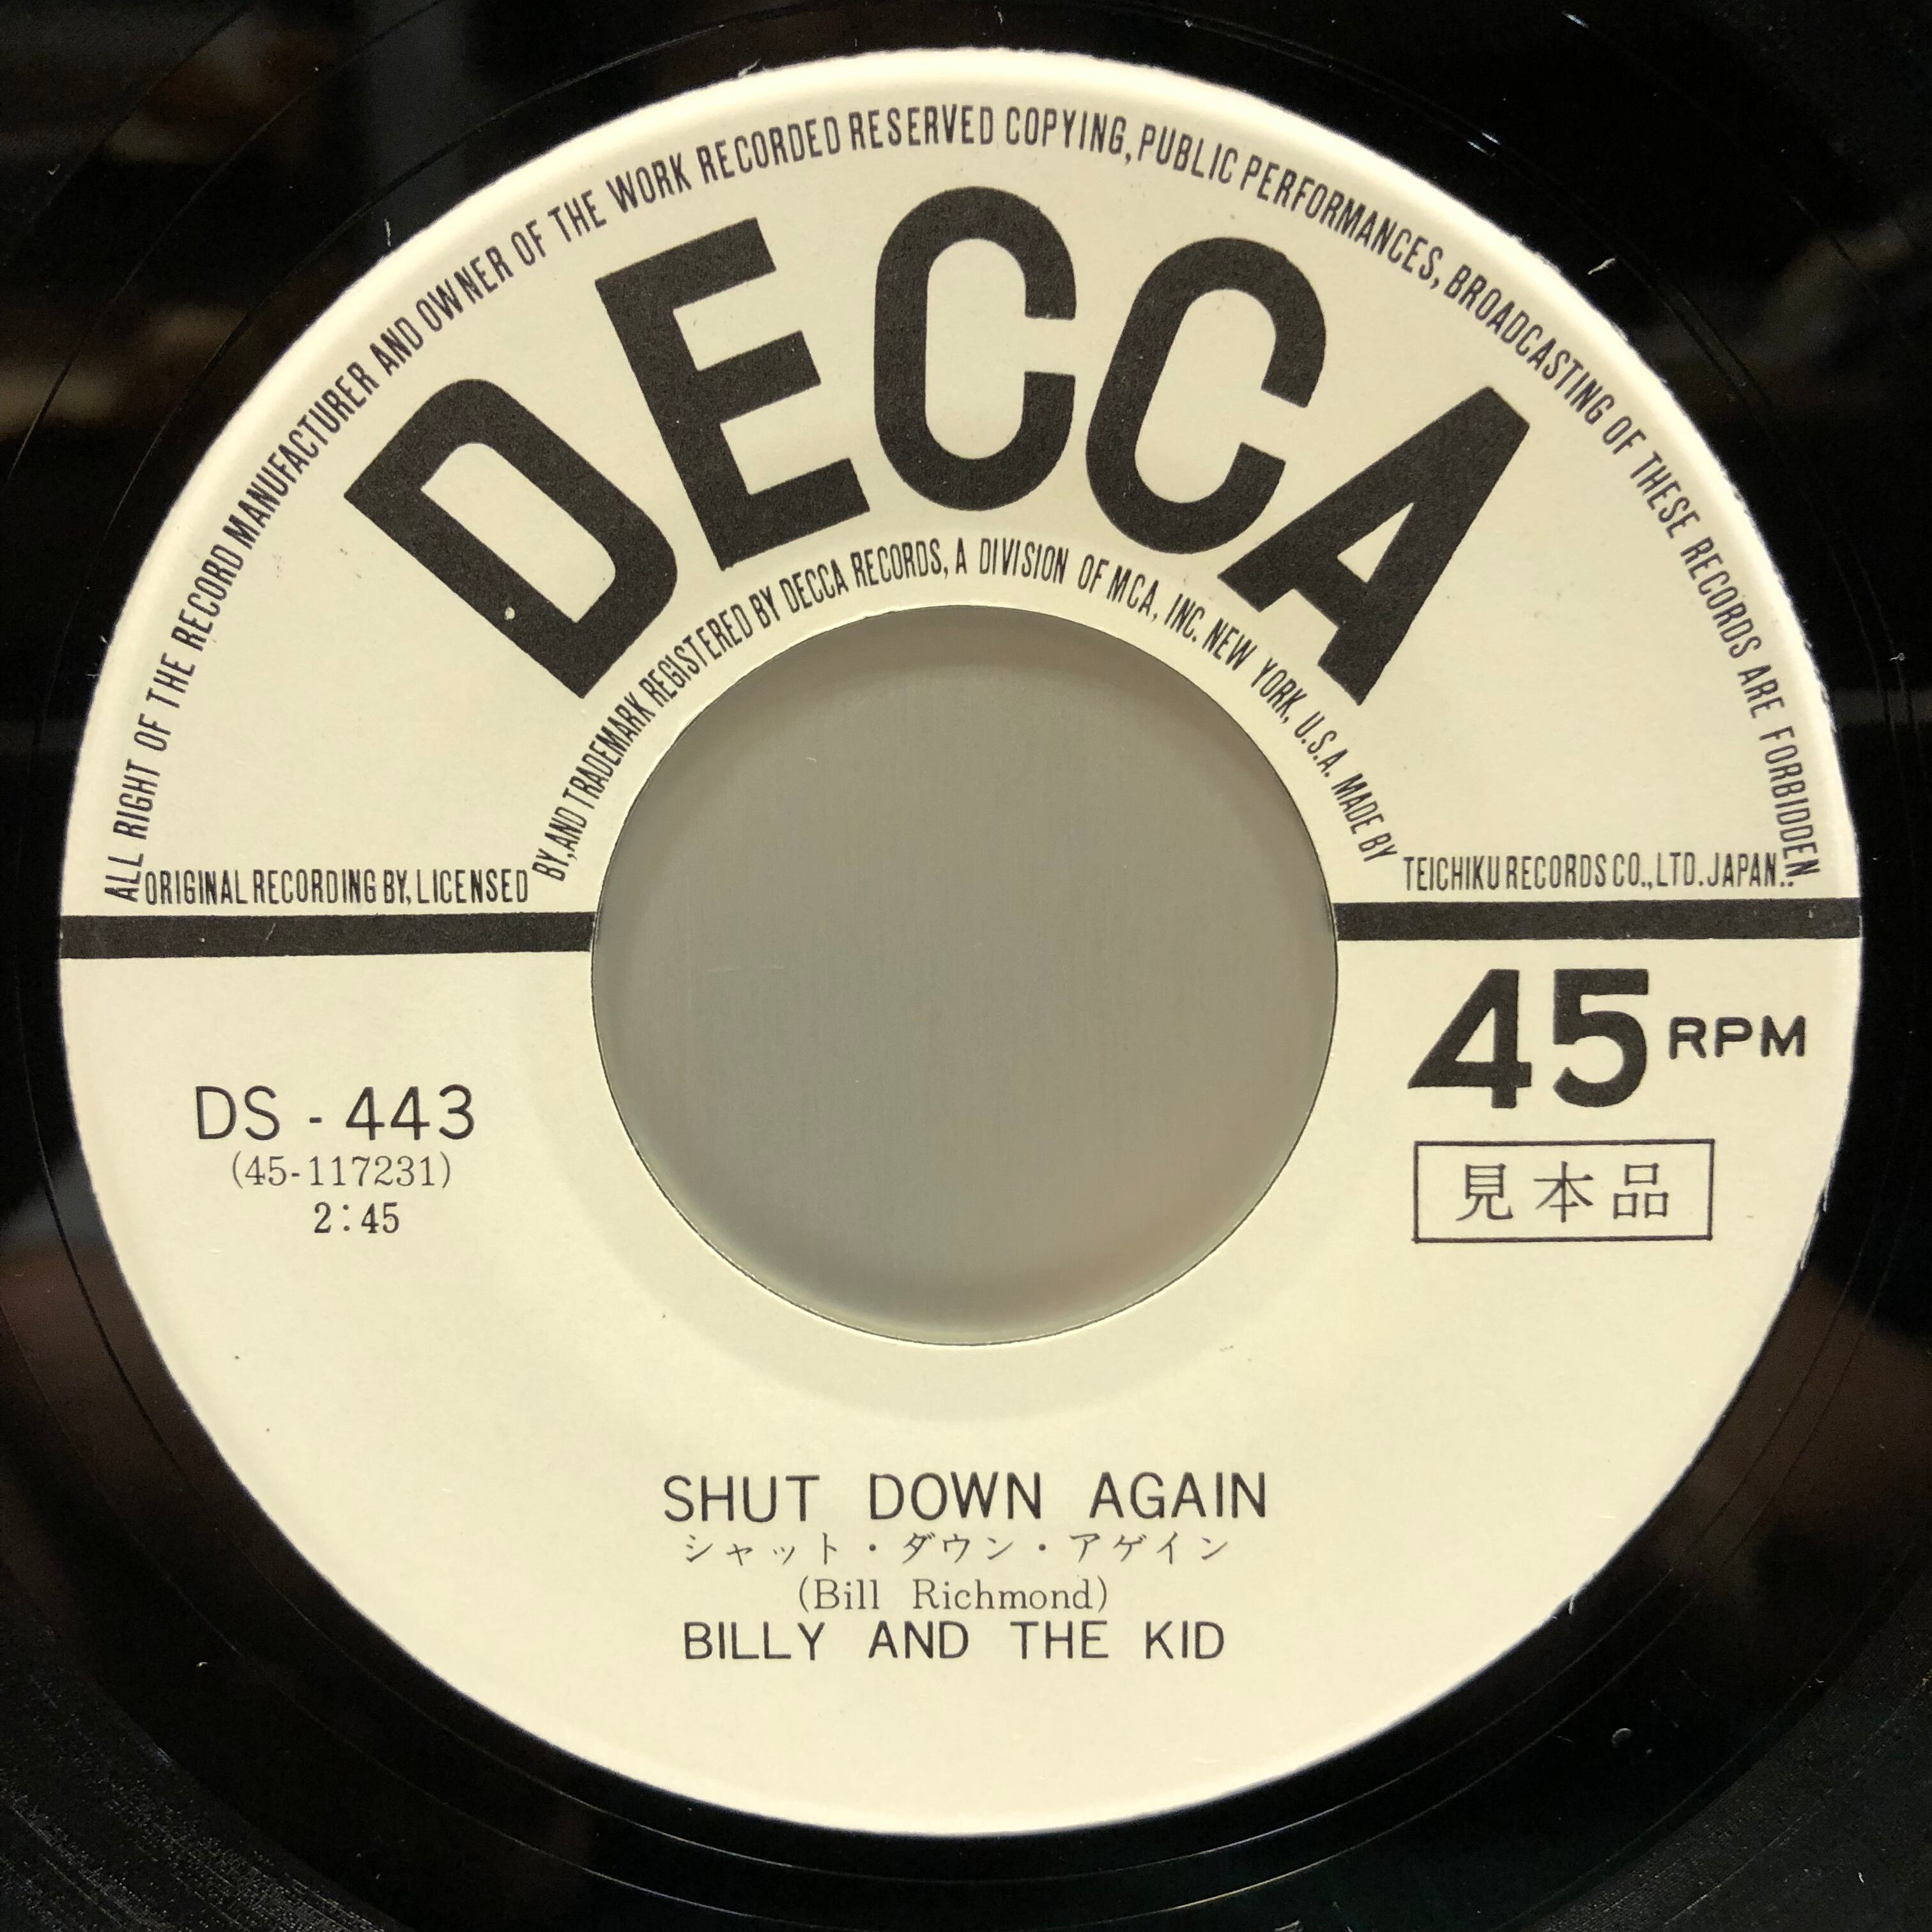 ALL RIGHT OF THE RECORD MANUFACTURER AND OWNER OF THE WORK RECORDED RESERVED COPYING, PUBLIC PERFORMANCES, BROADCASTING OF THESE RECORDS ARE FORBIDDEN
DECCA
ORIGINAL RECORDING BY, LICENSED BY, AND TRADEMARK REGISTERED BY DECCA RECORDS, A DIVISION OF MCA, INC. NEW YORK, U.S.A. MADE BY TEICHIKU RECORDS CO., LTD. JAPAN..
45 RPM
見本品
DS - 443
(45-117231)
2:45
SHUT DOWN AGAIN
シャット・ダウン・アゲイン
(Bill Richmond)
BILLY AND THE KID